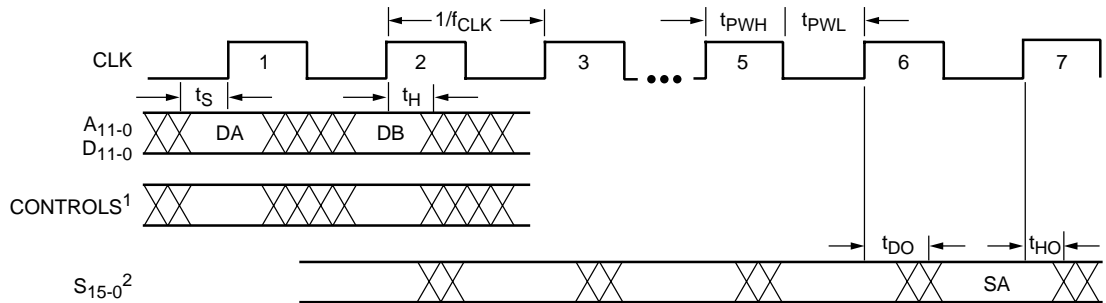 1/fCLK
tPWH tPWL
CLK 1 2 3 5 6 7
tS tH
A11-0
D11-0
DA DB
CONTROLS1
tDO tHO
S15-02 SA